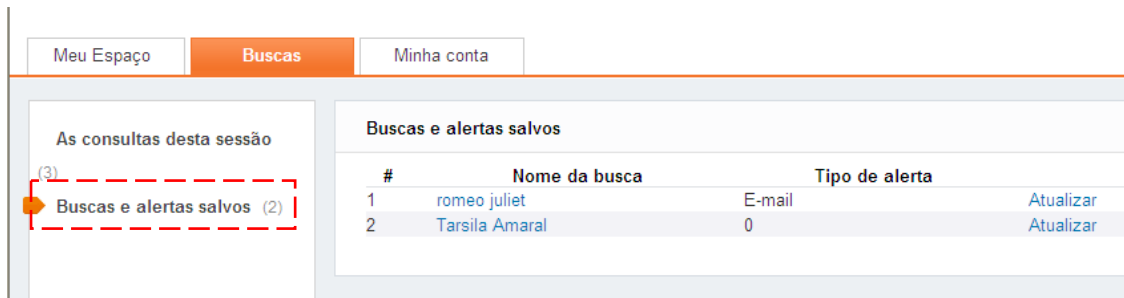 Meu Espaço Buscas Minha conta
As consultas desta sessão
(3)
Buscas e alertas salvos (2)
Buscas e alertas salvos
# Nome da busca Tipo de alerta
1 romeo juliet E-mail Atualizar
2 Tarsila Amaral 0 Atualizar